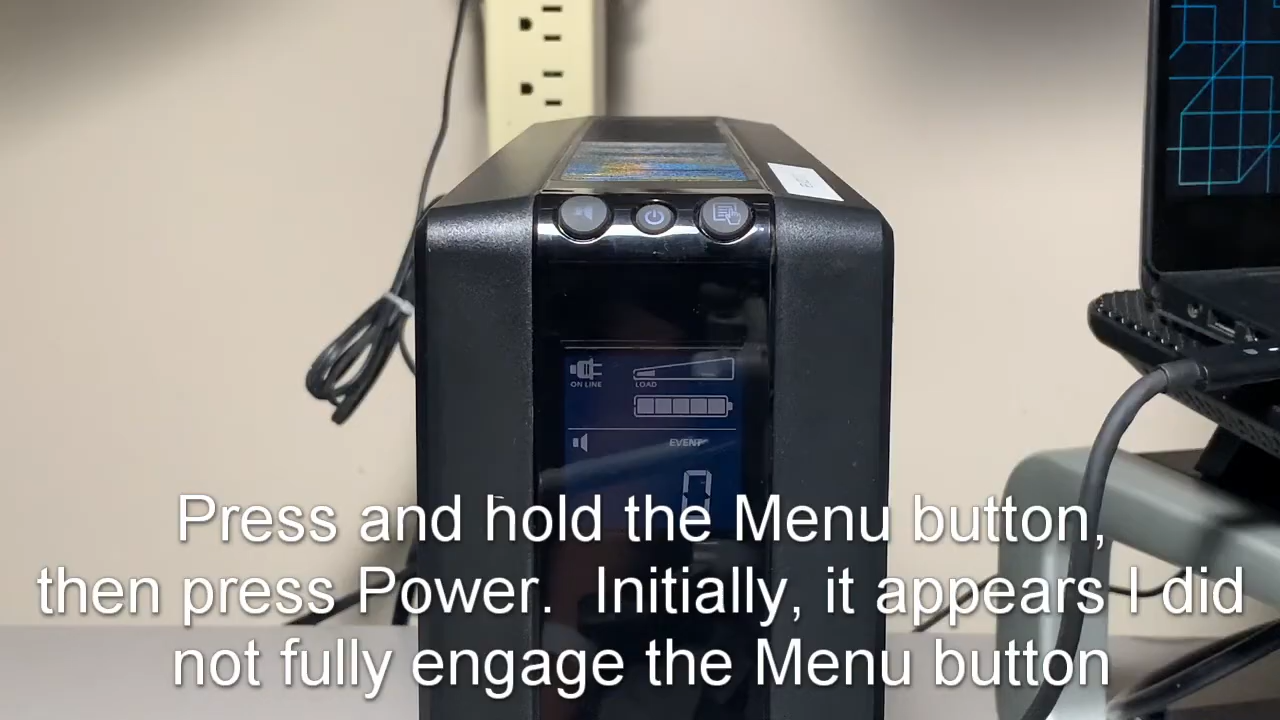 ON LINE
LOAD
EVENT
0
Press and hold the Menu button,
then press Power.  Initially, it appears I did
not fully engage the Menu button